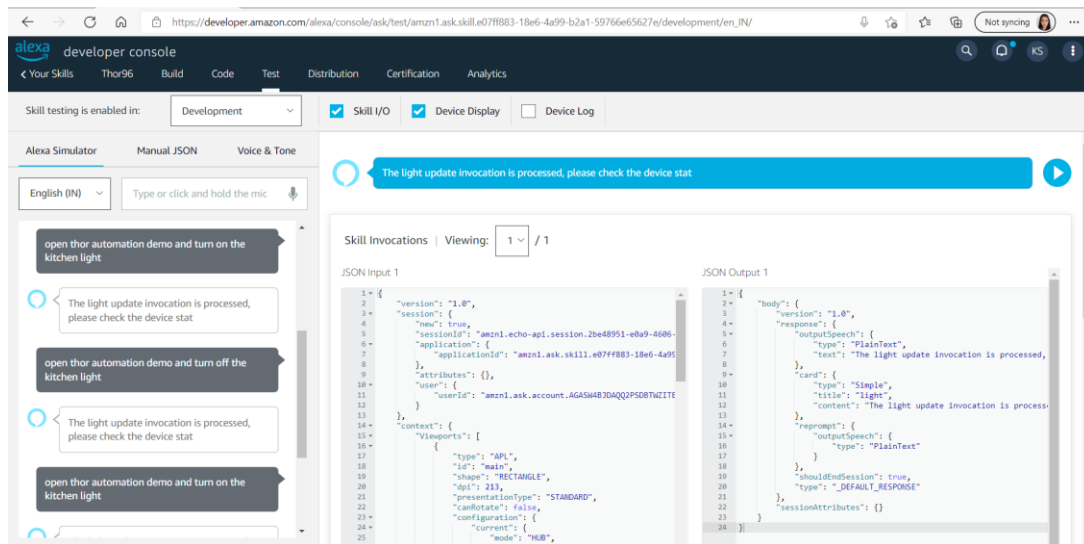 https://developer.amazon.com/alexa/console/ask/test/amzn1.ask.skill.e07ff883-18e6-4a99-b2a1-59766e65627e/development/en_IN/
Not syncing
alexa developer console
KS
Your Skills Thor96 Build Code Test Distribution Certification Analytics
Skill testing is enabled in: Development Skill I/O Device Display Device Log
Alexa Simulator Manual JSON Voice & Tone
English (IN) Type or click and hold the mic
open thor automation demo and turn on the
kitchen light
The light update invocation is processed,
please check the device stat
open thor automation demo and turn off the
kitchen light
The light update invocation is processed,
please check the device stat
open thor automation demo and turn on the
kitchen light
The light update invocation is processed, please check the device stat
Skill Invocations | Viewing: 1 / 1
JSON Input 1
1 {
2 "version": "1.0",
3 "session": {
4 "new": true,
5 "sessionId": "amzn1.echo-api.session.2be48951-e0a9-4606-
6 "application": {
7 "applicationId": "amzn1.ask.skill.e07ff883-18e6-4a99
8 },
9 "attributes": {},
10 "user": {
11 "userId":
12 }
13 },
14 "context": {
15 "Viewports": [
16 {
17 "type": "APL",
18 "id": "main",
19 "shape": "RECTANGLE",
20 "dpi": 213,
21 "presentationType": "STANDARD",
22 "canRotate": false,
23 "configuration": {
24 "current": {
25 "mode": "HUB",
JSON Output 1
1 {
2 "body": {
3 "version": "1.0",
4 "response": {
5 "outputSpeech": {
6 "type": "PlainText",
7 "text": "The light update invocation is processed,
8 },
9 "card": {
10 "type": "Simple",
11 "title": "light",
12 "content": "The light update invocation is process
13 },
14 "reprompt": {
15 "outputSpeech": {
16 "type": "PlainText"
17 }
18 },
19 "shouldEndSession": true,
20 "type": "_DEFAULT_RESPONSE"
21 },
22 "sessionAttributes": {}
23 }
24 }